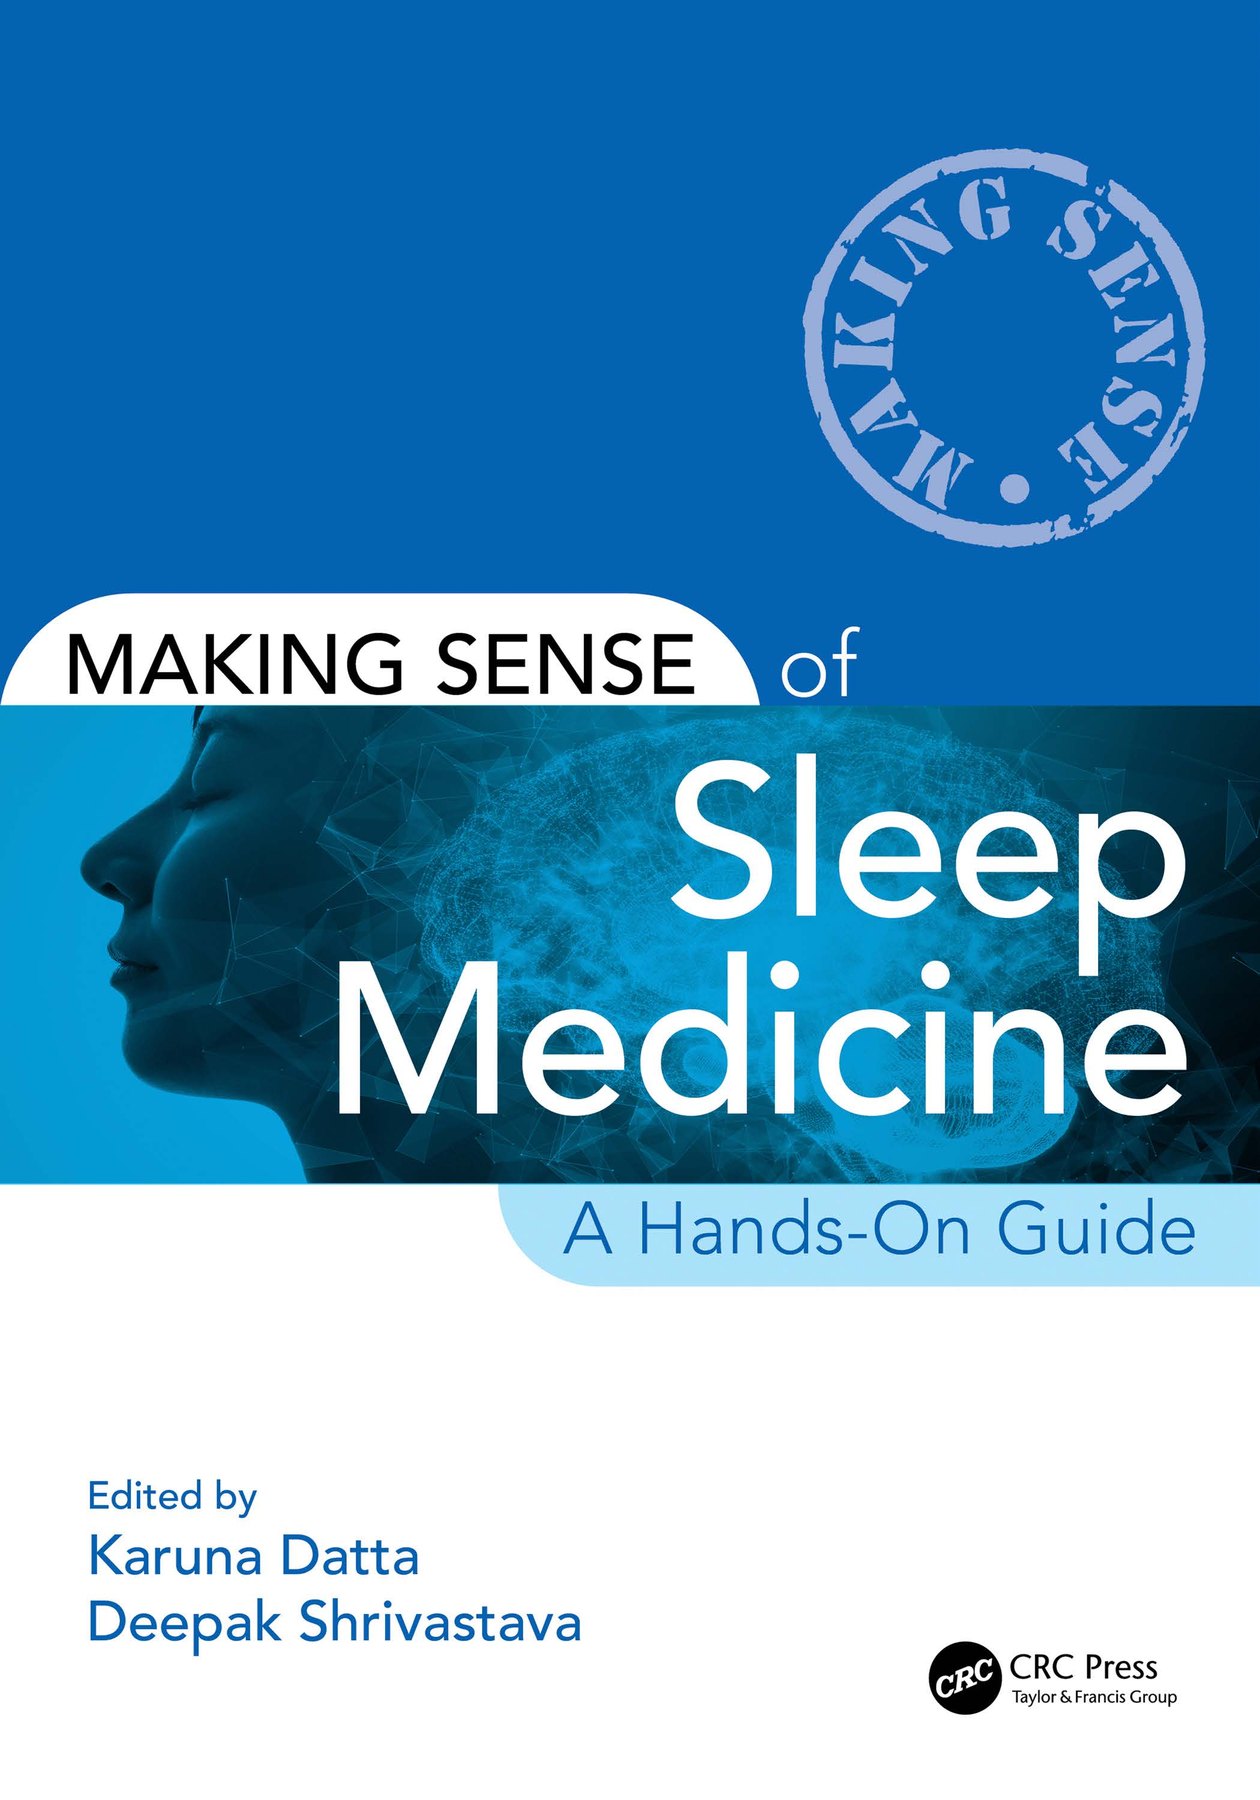 MAKING SENSE
MAKING SENSE of
Sleep
Medicine
A Hands-On Guide
Edited by
Karuna Datta
Deepak Shrivastava
CRC CRC Press
Taylor & Francis Group